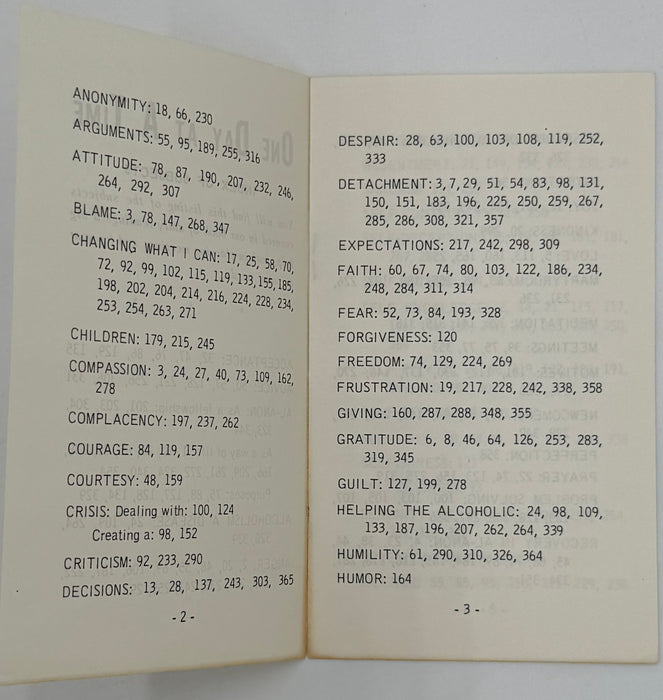 ANONYMITY: 18, 66, 230
ARGUMENTS: 55, 95, 189, 255, 316
ATTITUDE: 78, 87, 190, 207, 232, 246,
264, 292, 307
BLAME: 3, 78, 147, 268, 347
CHANGING WHAT I CAN: 17, 25, 58, 70,
72, 92, 99, 102, 115, 119, 133, 155, 185,
198, 202, 204, 214, 216, 224, 228, 234,
253, 254, 263, 271
CHILDREN: 179, 215, 245
COMPASSION: 3, 24, 27, 40, 73, 109, 162,
278
COMPLACENCY: 197, 237, 262
COURAGE: 84, 119, 157
COURTESY: 48, 159
CRISIS: Dealing with: 100, 124
Creating a: 98, 152
CRITICISM: 92, 233, 290
DECISIONS: 13, 28, 137, 243, 303, 365
- 2 -
DESPAIR: 28, 63, 100, 103, 108, 119, 252,
333
DETACHMENT: 3, 7, 29, 51, 54, 83, 98, 131,
150, 151, 183, 196, 225, 250, 259, 267,
285, 286, 308, 321, 357
EXPECTATIONS: 217, 242, 298, 309
FAITH: 60, 67, 74, 80, 103, 122, 186, 234,
248, 284, 311, 314
FEAR: 52, 73, 84, 193, 328
FORGIVENESS: 120
FREEDOM: 74, 129, 224, 269
FRUSTRATION: 19, 217, 228, 242, 338, 358
GIVING: 160, 287, 288, 348, 355
GRATITUDE: 6, 8, 46, 64, 126, 253, 283,
319, 345
GUILT: 127, 199, 278
HELPING THE ALCOHOLIC: 24, 98, 109,
133, 187, 196, 207, 262, 264, 339
HUMILITY: 61, 290, 310, 326, 364
HUMOR: 164
- 3 -